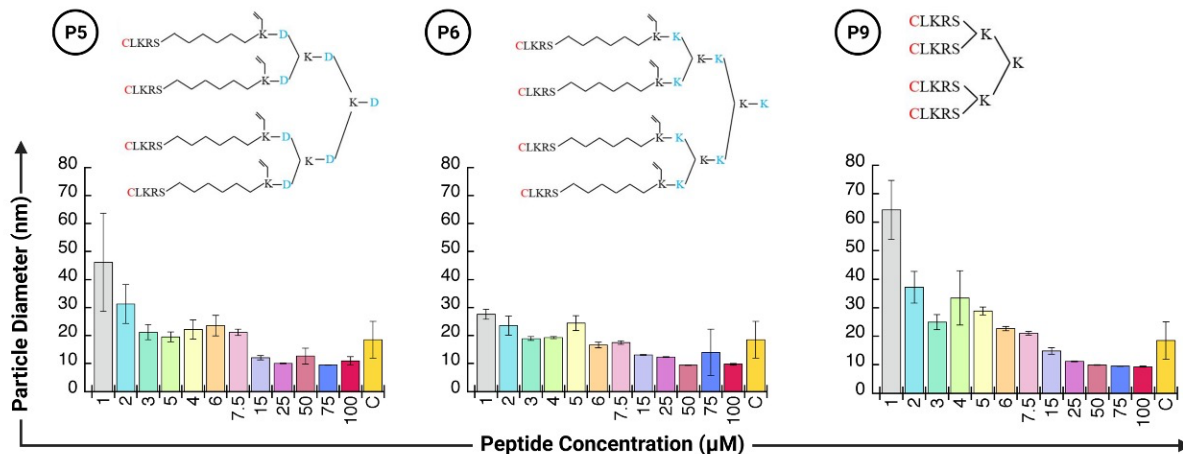 P5
CLKRS K–D
K–D
CLKRS K–D
K–D
CLKRS K–D
K–D
CLKRS K–D
80
70
60
50
40
30
20
10
0
1 2 3 5 4 6 7.5 15 25 50 75 100 C
P6
CLKRS K–K
K–K
CLKRS K–K
K–K
CLKRS K–K
K–K
CLKRS K–K
80
70
60
50
40
30
20
10
0
1 2 3 4 5 6 7.5 15 25 50 75 100 C
P9
CLKRS
K
CLKRS
K
CLKRS
K
CLKRS
80
70
60
50
40
30
20
10
0
1 2 3 4 5 6 7.5 15 25 50 75 100 C
Particle Diameter (nm)
Peptide Concentration (μM)